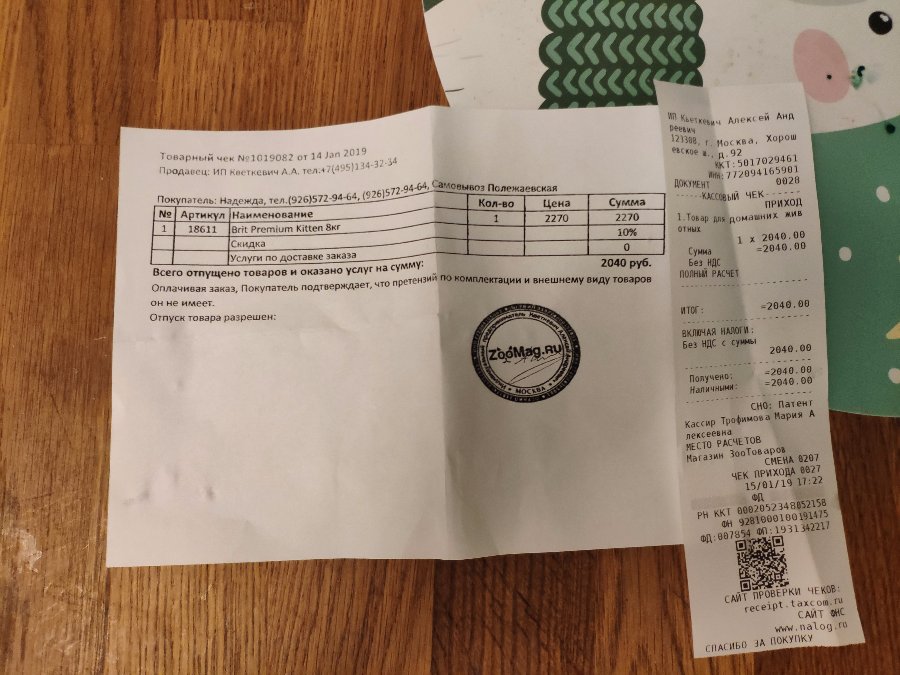 Товарный чек №1019082 от 14 Jan 2019
Продавец: ИП Кветкевич А.А. тел.+7(495)134-32-34
Покупатель: Надежда, тел.(926)572-94-64, (926)572-94-64, Самовывоз Полежаевская
№ Артикул Наименование Кол-во Цена Сумма
1 18611 Brit Premium Kitten 8кг 1 2270 2270
Скидка 10%
Услуги по доставке заказа 0
Всего отпущено товаров и оказано услуг на сумму: 2040 руб.
Оплачивая заказ, Покупатель подтверждает, что претензий по комплектации и внешнему виду товаров
он не имеет.
Отпуск товара разрешен:
Индивидуальный предприниматель Кветкевич Алексей Андреевич
ZooMag.ru
* МОСКВА *
ИП Кветкевич Алексей Анд
реевич
123308, г. Москва, Хорош
евское ш., д.92
ККТ:5017029461
ИНН:772094165901
ДОКУМЕНТ 0028
КАССОВЫЙ ЧЕК
ПРИХОД
1.Товар для домашних жив
отных
1 x 2040.00
Сумма =2040.00
Без НДС
ПОЛНЫЙ РАСЧЕТ
ИТОГ: =2040.00
ВКЛЮЧАЯ НАЛОГИ:
Без НДС с суммы
2040.00
Получено: =2040.00
Наличными: =2040.00
СНО: Патент
Кассир Трофимова Мария А
лексеевна
МЕСТО РАСЧЕТОВ
Магазин ЗооТоваров
СМЕНА 0207
ЧЕК ПРИХОДА 0027
15/01/19 17:22
ФД
РН ККТ 0002052348052158
ФН 9281000100191475
ФД:007854 ФП:1931342217
САЙТ ПРОВЕРКИ ЧЕКОВ:
receipt.taxcom.ru
САЙТ ФНС
www.nalog.ru
СПАСИБО ЗА ПОКУПКУ